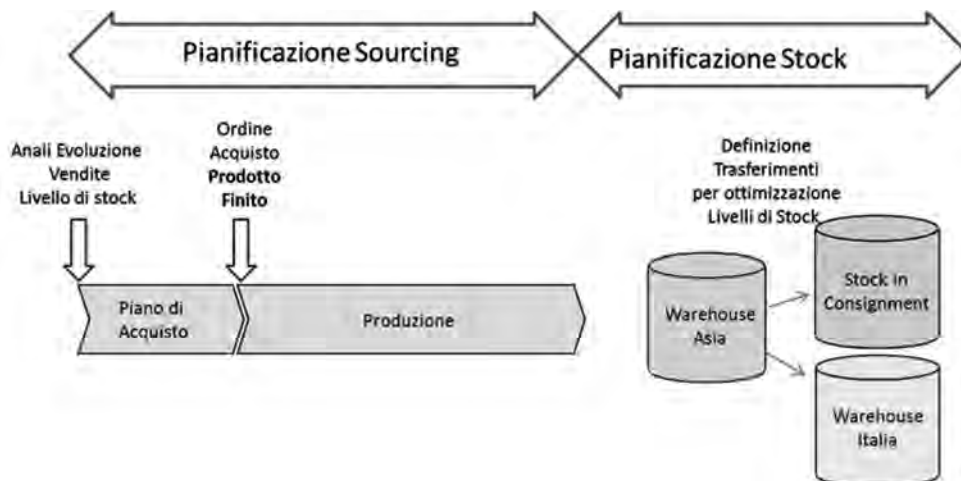 Pianificazione Sourcing
Pianificazione Stock
Anali Evoluzione
Vendite
Livello di stock
Ordine
Acquisto
Prodotto
Finito
Definizione
Trasferimenti
per ottimizzazione
Livelli di Stock
Piano di
Acquisto
Produzione
Warehouse
Asia
Stock in
Consignment
Warehouse
Italia